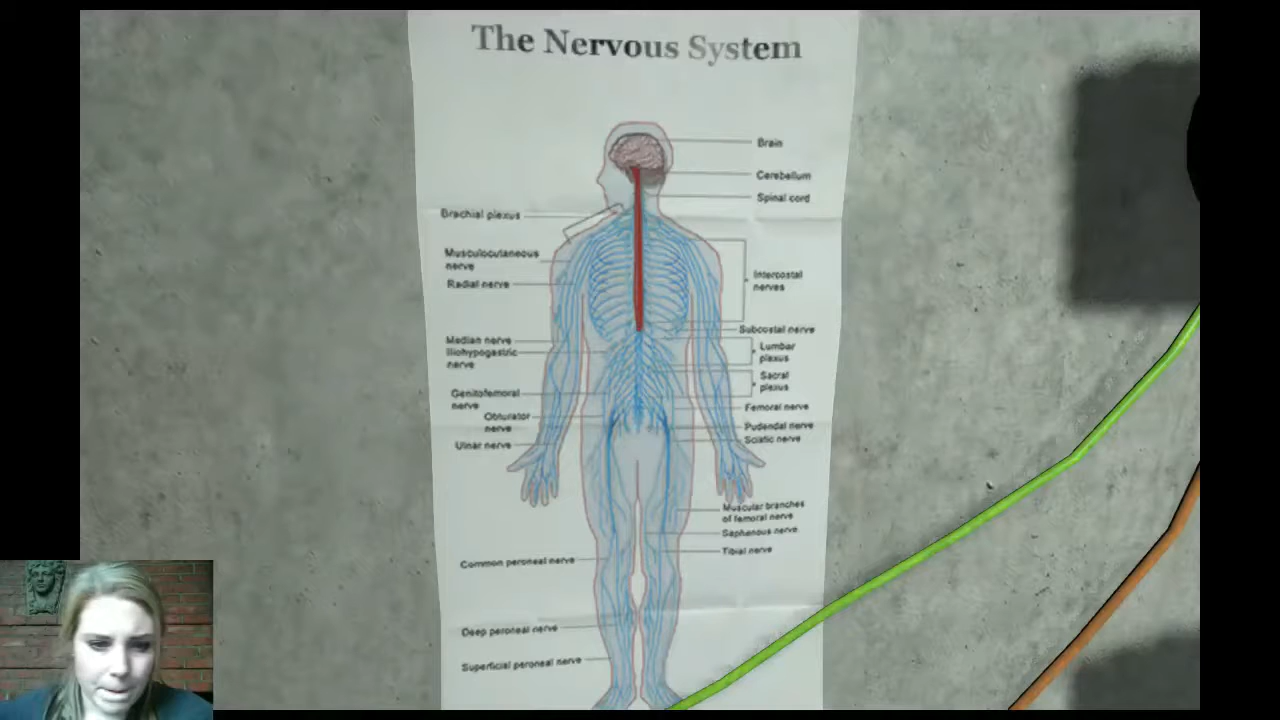 The Nervous System
Brain
Cerebellum
Spinal cord
Brachial plexus
Musculocutaneous
nerve
Radial nerve
Intercostal
nerves
Subcostal nerve
Median nerve
Iliohypogastric
nerve
Lumbar
plexus
Sacral
plexus
Genitofemoral
nerve
Femoral nerve
Obturator
nerve
Pudendal nerve
Sciatic nerve
Ulnar nerve
Muscular branches
of femoral nerve
Saphenous nerve
Tibial nerve
Common peroneal nerve
Deep peroneal nerve
Superficial peroneal nerve